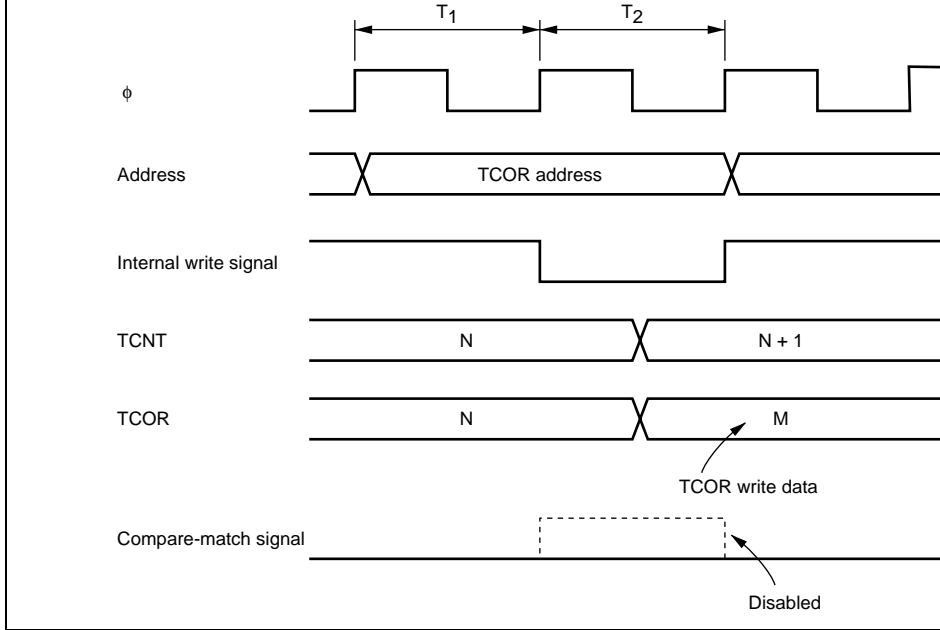 T1 T2
φ
Address TCOR address
Internal write signal
TCNT N N + 1
TCOR N M
TCOR write data
Compare-match signal
Disabled